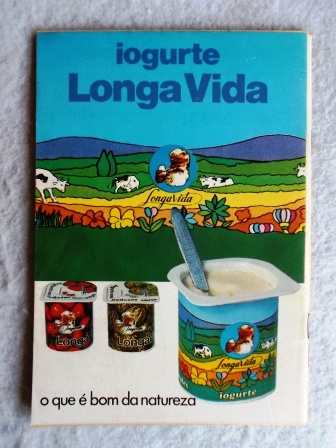 iogurte
Longa Vida
Longa Vida
Longa
Longa
Longa Vida
iogurte
o que é bom da natureza